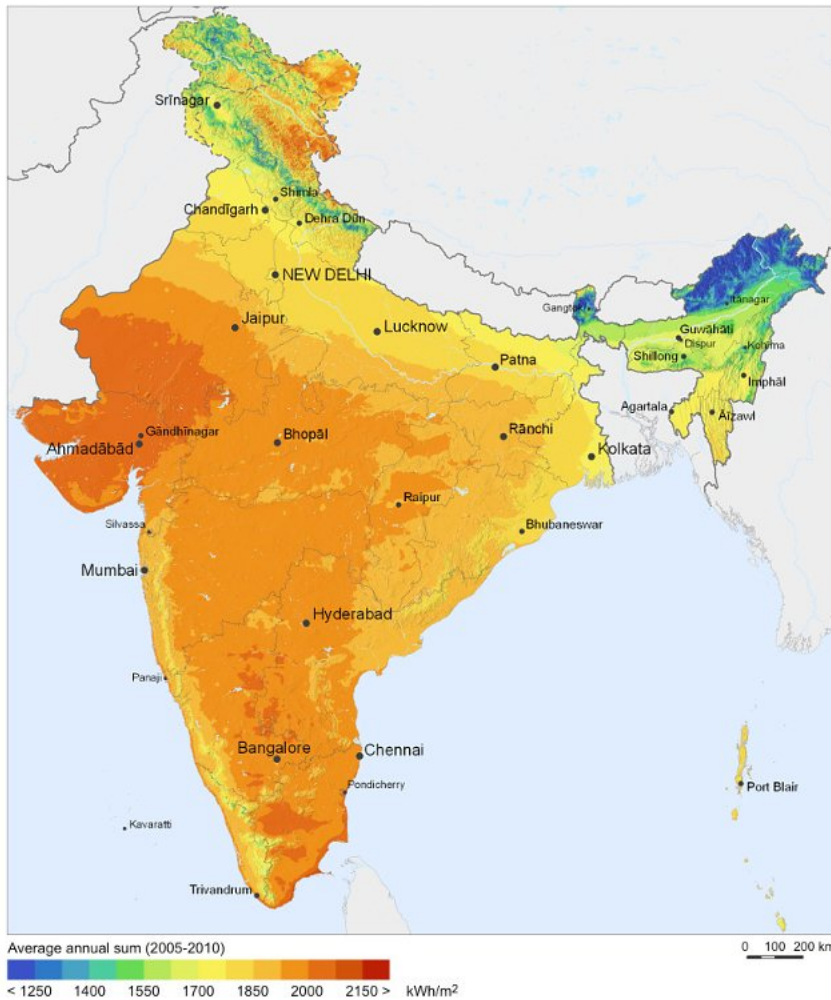 Srīnagar
Shimla
Chandīgarh
Dehra Dūn
NEW DELHI
Jaipur
Lucknow
Gangtok
Itānagar
Guwāhāti
Dispur
Kohima
Patna
Shillong
Imphāl
Agartala
Āīzawl
Gāndhīnagar
Ahmadābād
Bhopāl
Rānchi
Kolkata
Raipur
Silvassa
Bhubaneswar
Mumbai
Hyderabad
Panaji
Bangalore
Chennai
Pondicherry
Port Blair
Kavaratti
Trivandrum
Average annual sum (2005-2010)
0 100 200 km
< 1250 1400 1550 1700 1850 2000 2150 > kWh/m²